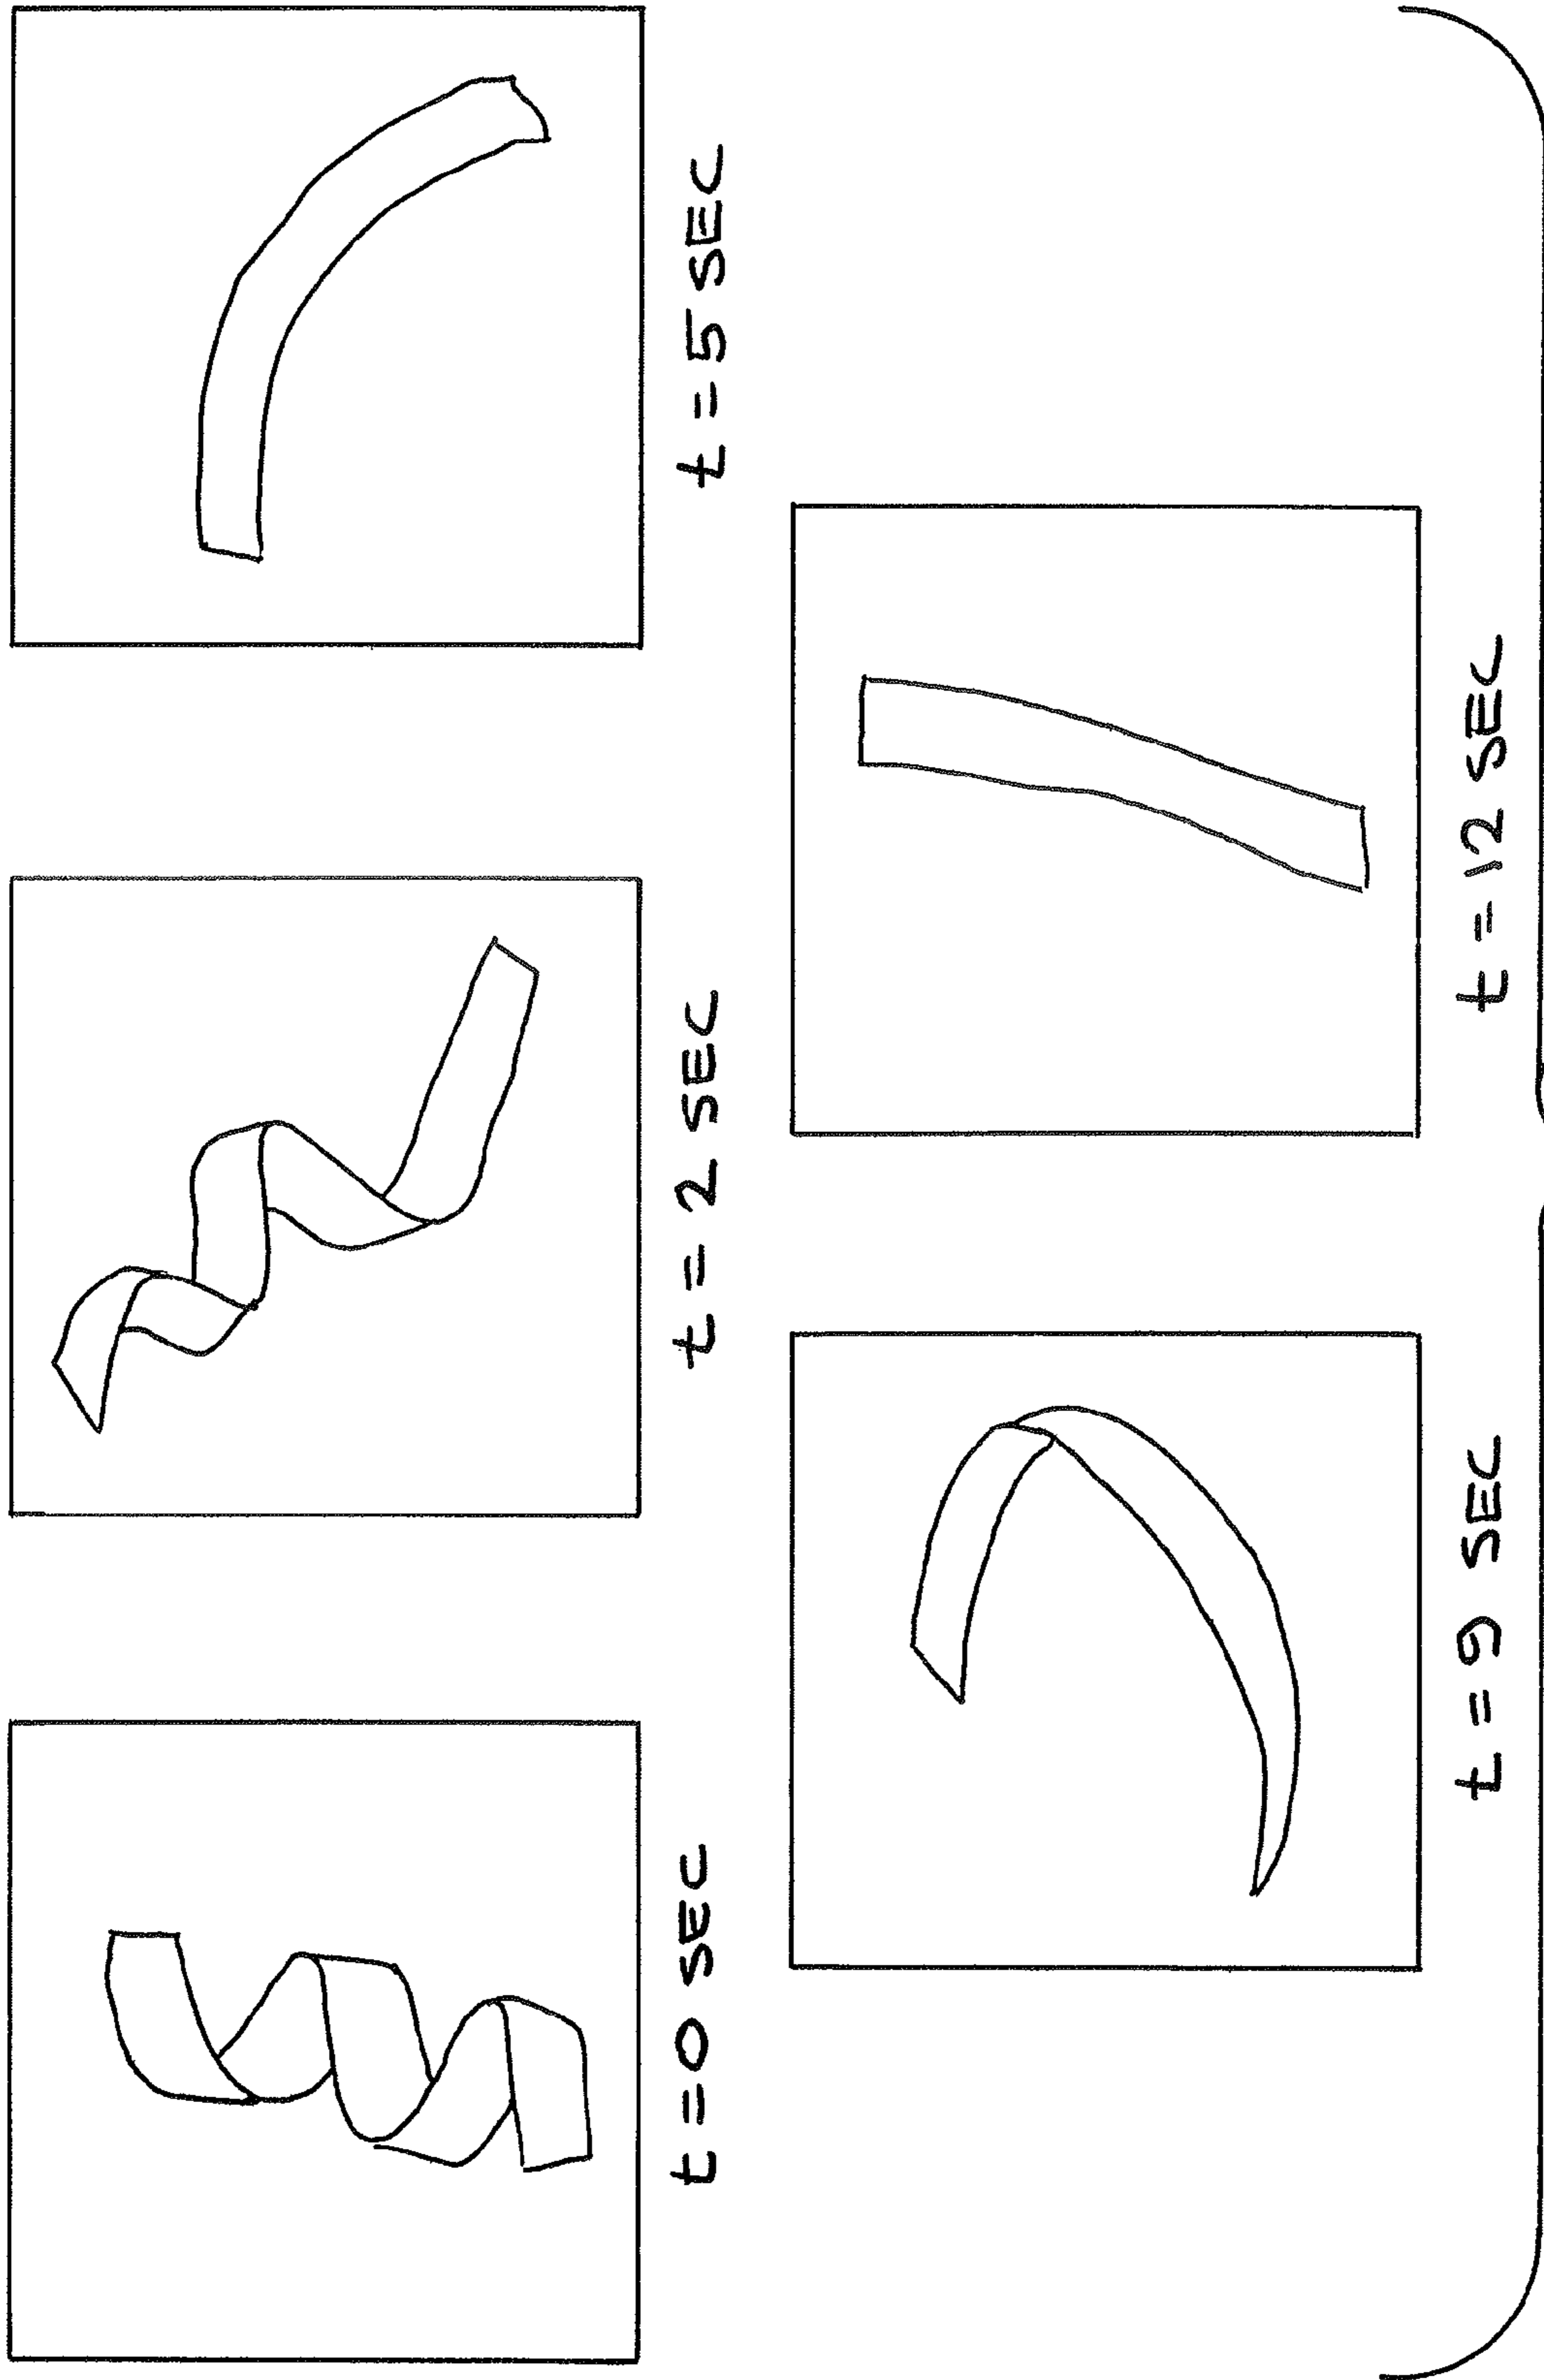 t = 0 SEC
t = 2 SEC
t = 5 SEC
t = 9 SEC
t = 12 SEC